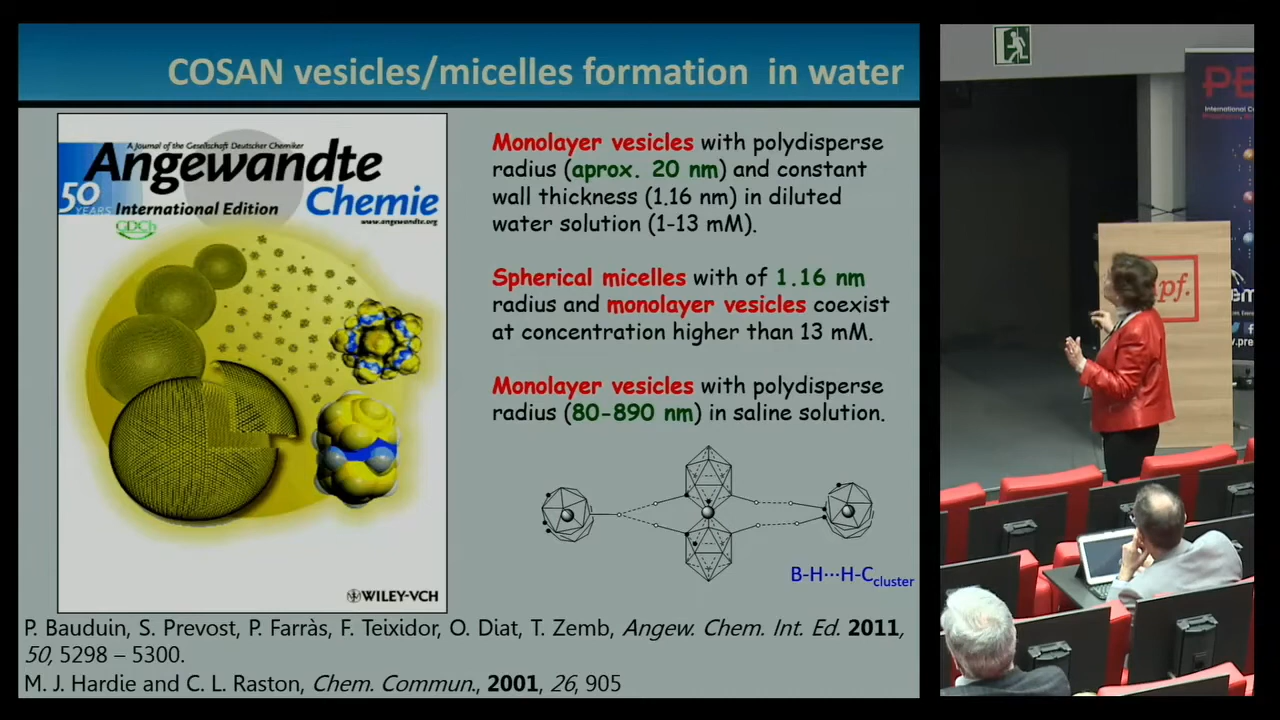 COSAN vesicles/micelles formation in water
A Journal of the Gesellschaft Deutscher Chemiker
Angewandte
50
YEARS
International Edition
Chemie
www.angewandte.org
GDCh
WILEY-VCH
Monolayer vesicles with polydisperse
radius (aprox. 20 nm) and constant
wall thickness (1.16 nm) in diluted
water solution (1-13 mM).
Spherical micelles with of 1.16 nm
radius and monolayer vesicles coexist
at concentration higher than 13 mM.
Monolayer vesicles with polydisperse
radius (80-890 nm) in saline solution.
B-H···H-Ccluster
P. Bauduin, S. Prevost, P. Farràs, F. Teixidor, O. Diat, T. Zemb, Angew. Chem. Int. Ed. 2011,
50, 5298 – 5300.
M. J. Hardie and C. L. Raston, Chem. Commun., 2001, 26, 905
pf.